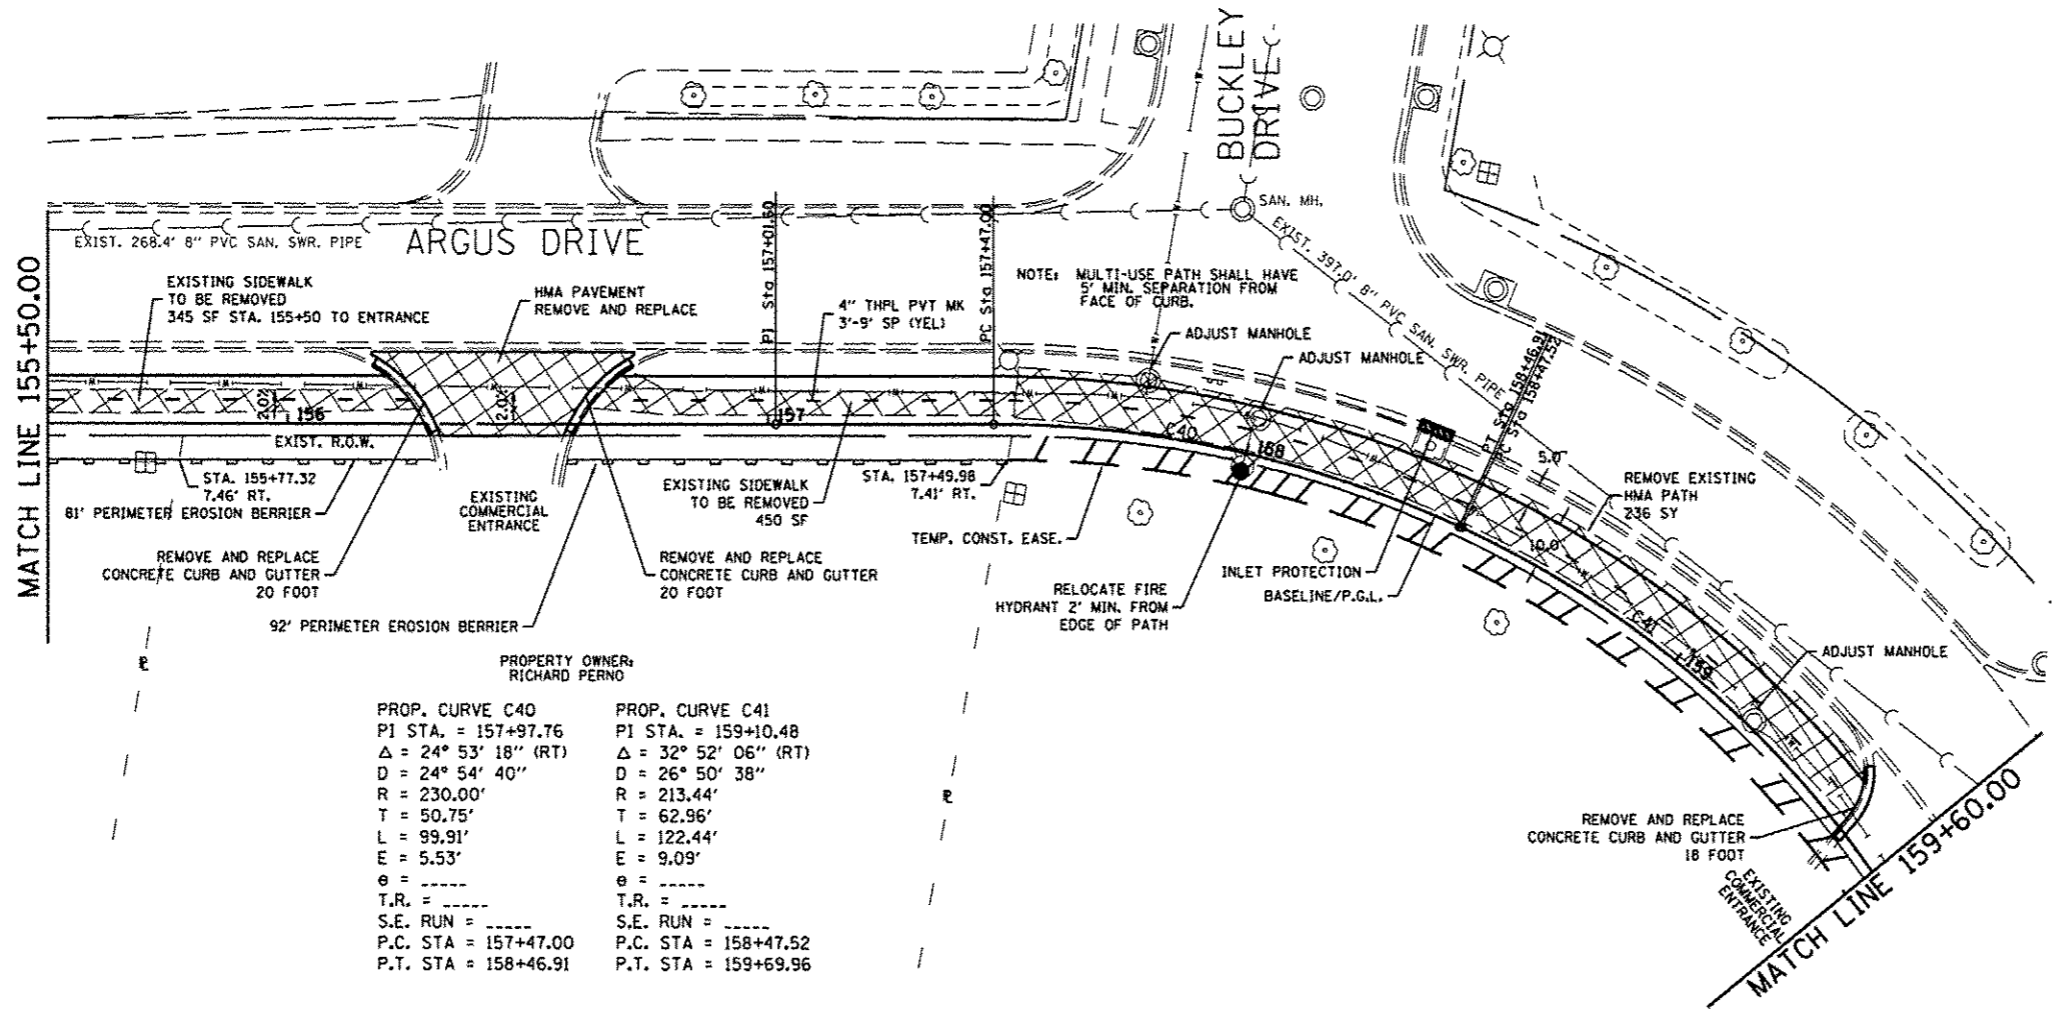 BUCKLEY
DRIVE
SAN. MH.
EXIST. 268.4' 8" PVC SAN. SWR. PIPE
ARGUS DRIVE
EXIST. 397.0' 8" PVC SAN. SWR. PIPE
MATCH LINE 155+50.00
EXISTING SIDEWALK
TO BE REMOVED
345 SF STA. 155+50 TO ENTRANCE
HMA PAVEMENT
REMOVE AND REPLACE
PI Sta 157+01.60
4" THPL PVT MK
3'-9' SP (YEL)
PC Sta 157+47.00
NOTE: MULTI-USE PATH SHALL HAVE
5' MIN. SEPARATION FROM
FACE OF CURB.
ADJUST MANHOLE
ADJUST MANHOLE
PT Sta 158+46.91
PC Sta 158+47.52
156
157
C40
158
5.0'
10.0'
C41
159
EXIST. R.O.W.
STA. 155+77.32
7.46' RT.
81' PERIMETER EROSION BERRIER
EXISTING
COMMERCIAL
ENTRANCE
EXISTING SIDEWALK
TO BE REMOVED
450 SF
STA. 157+49.98
7.41' RT.
TEMP. CONST. EASE.
REMOVE EXISTING
HMA PATH
236 SY
REMOVE AND REPLACE
CONCRETE CURB AND GUTTER
20 FOOT
REMOVE AND REPLACE
CONCRETE CURB AND GUTTER
20 FOOT
92' PERIMETER EROSION BERRIER
RELOCATE FIRE
HYDRANT 2' MIN. FROM
EDGE OF PATH
INLET PROTECTION
BASELINE/P.G.L.
ADJUST MANHOLE
PROPERTY OWNER:
RICHARD PERNO
PROP. CURVE C40
PI STA. = 157+97.76
Δ = 24° 53' 18" (RT)
D = 24° 54' 40"
R = 230.00'
T = 50.75'
L = 99.91'
E = 5.53'
e = -----
T.R. = -----
S.E. RUN = -----
P.C. STA = 157+47.00
P.T. STA = 158+46.91
PROP. CURVE C41
PI STA. = 159+10.48
Δ = 32° 52' 06" (RT)
D = 26° 50' 38"
R = 213.44'
T = 62.96'
L = 122.44'
E = 9.09'
e = -----
T.R. = -----
S.E. RUN = -----
P.C. STA = 158+47.52
P.T. STA = 159+69.96
REMOVE AND REPLACE
CONCRETE CURB AND GUTTER
18 FOOT
EXISTING
COMMERCIAL
ENTRANCE
MATCH LINE 159+60.00